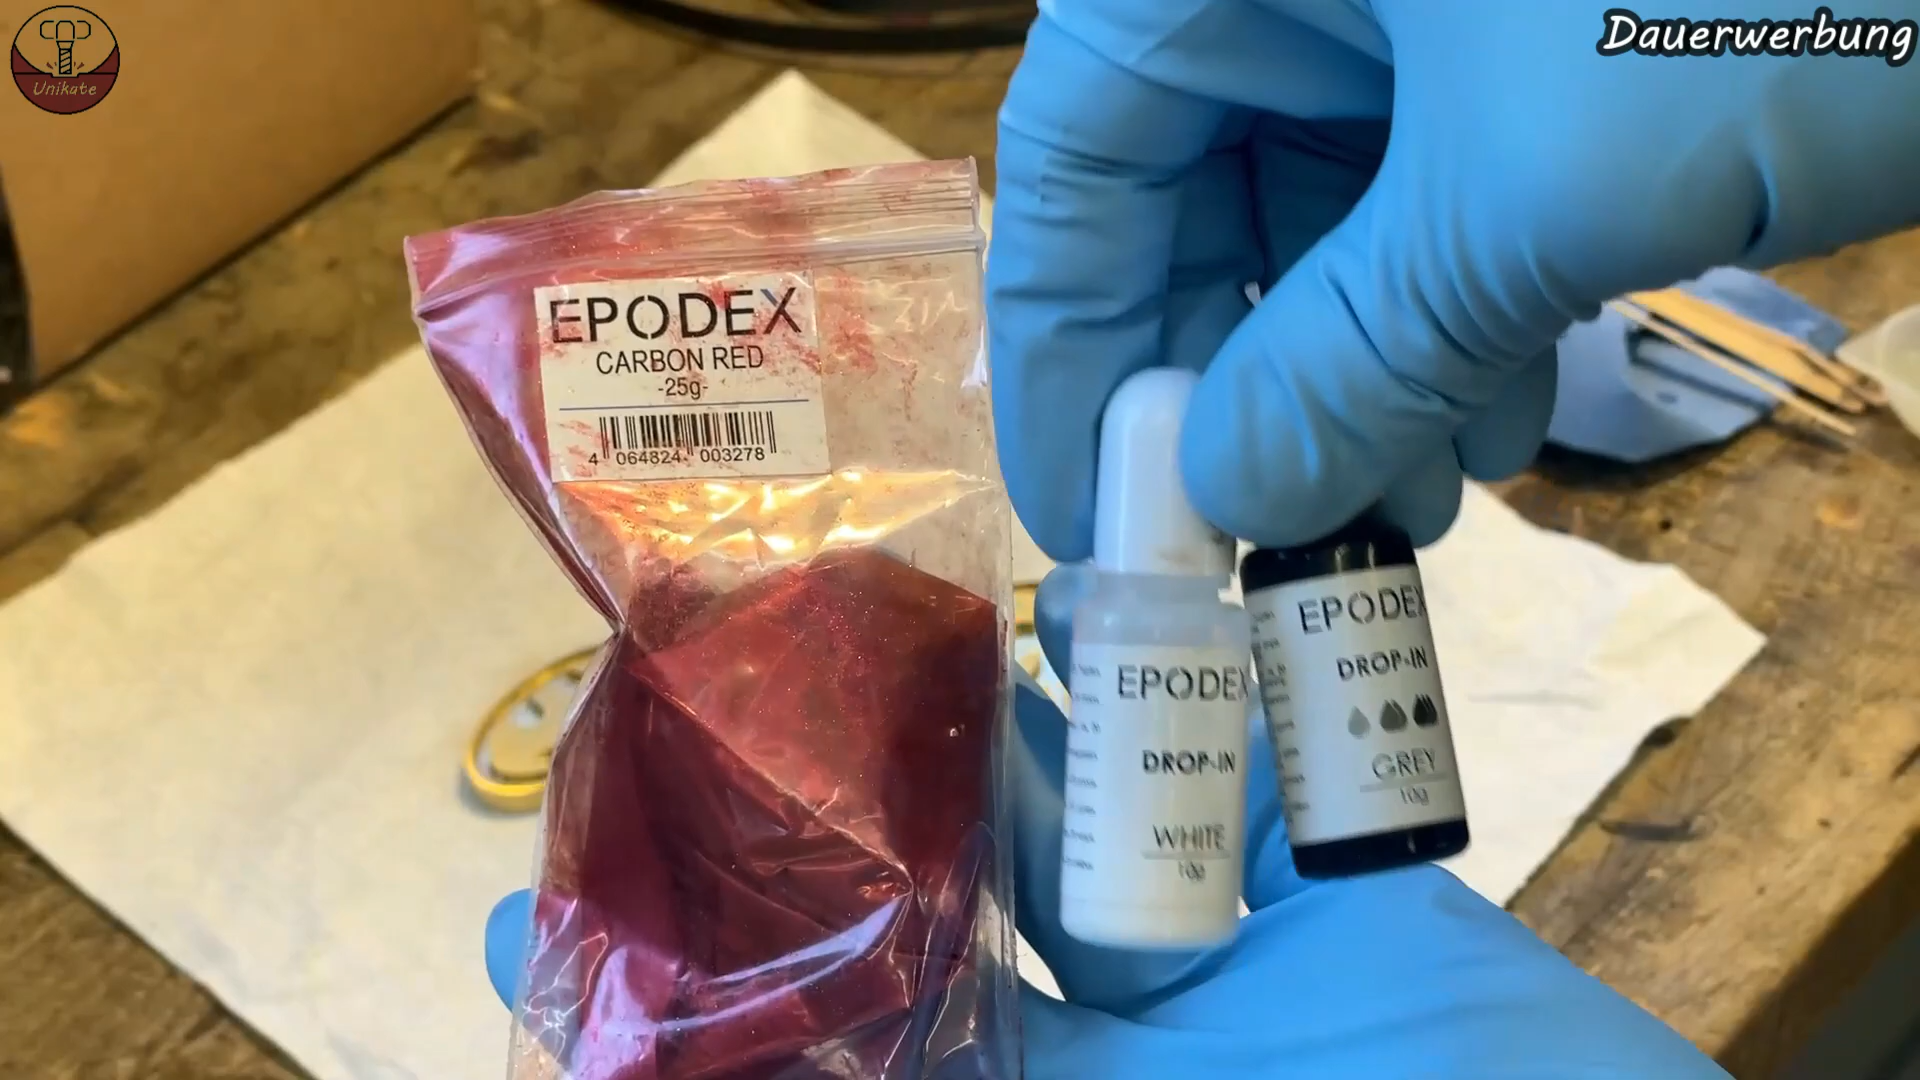 Unikate
Dauerwerbung
EPODEX
CARBON RED
-25g-
4 064824 003278
EPODEX
DROP-IN
WHITE
10g
EPODEX
DROP-IN
GREY
10g